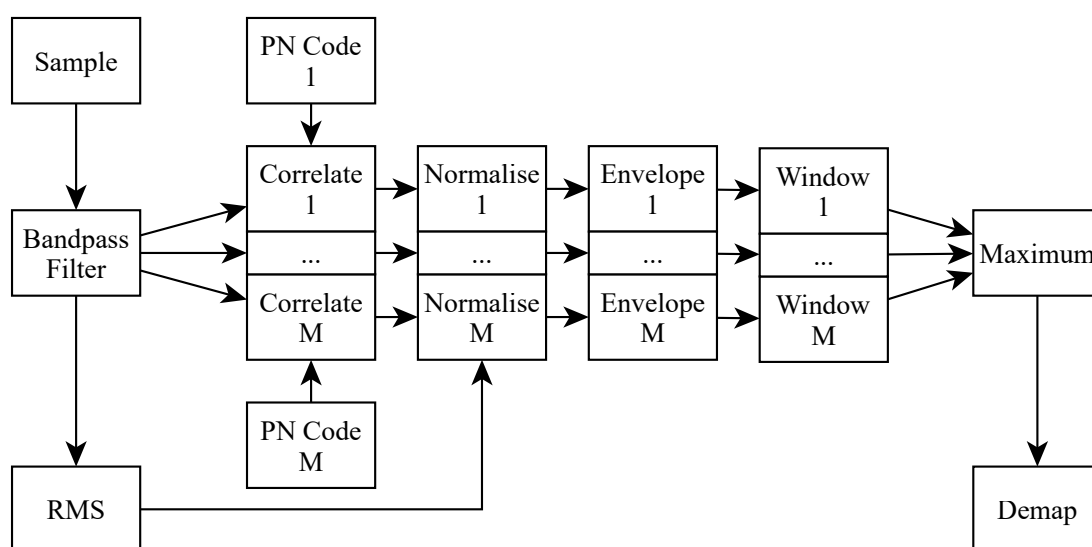 Sample
PN Code
1
Correlate
1
Normalise
1
Envelope
1
Window
1
Bandpass
Filter
...
...
...
...
Maximum
Correlate
M
Normalise
M
Envelope
M
Window
M
PN Code
M
RMS
Demap